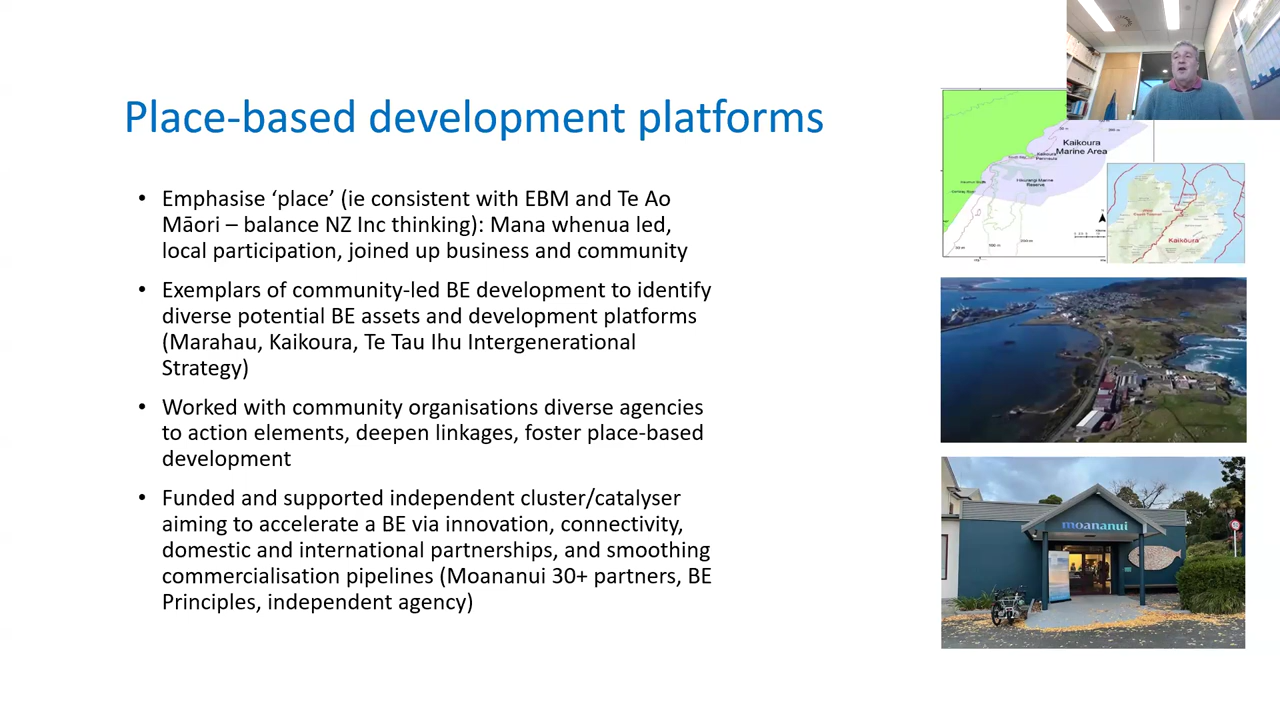 Place-based development platforms
• Emphasise ‘place’ (ie consistent with EBM and Te Ao
Māori – balance NZ Inc thinking): Mana whenua led,
local participation, joined up business and community
• Exemplars of community-led BE development to identify
diverse potential BE assets and development platforms
(Marahau, Kaikoura, Te Tau Ihu Intergenerational
Strategy)
• Worked with community organisations diverse agencies
to action elements, deepen linkages, foster place-based
development
• Funded and supported independent cluster/catalyser
aiming to accelerate a BE via innovation, connectivity,
domestic and international partnerships, and smoothing
commercialisation pipelines (Moananui 30+ partners, BE
Principles, independent agency)
Kaikoura
Marine Area
Kaikoura
Peninsula
Hikurangi Marine
Reserve
Kaikōura
moananui